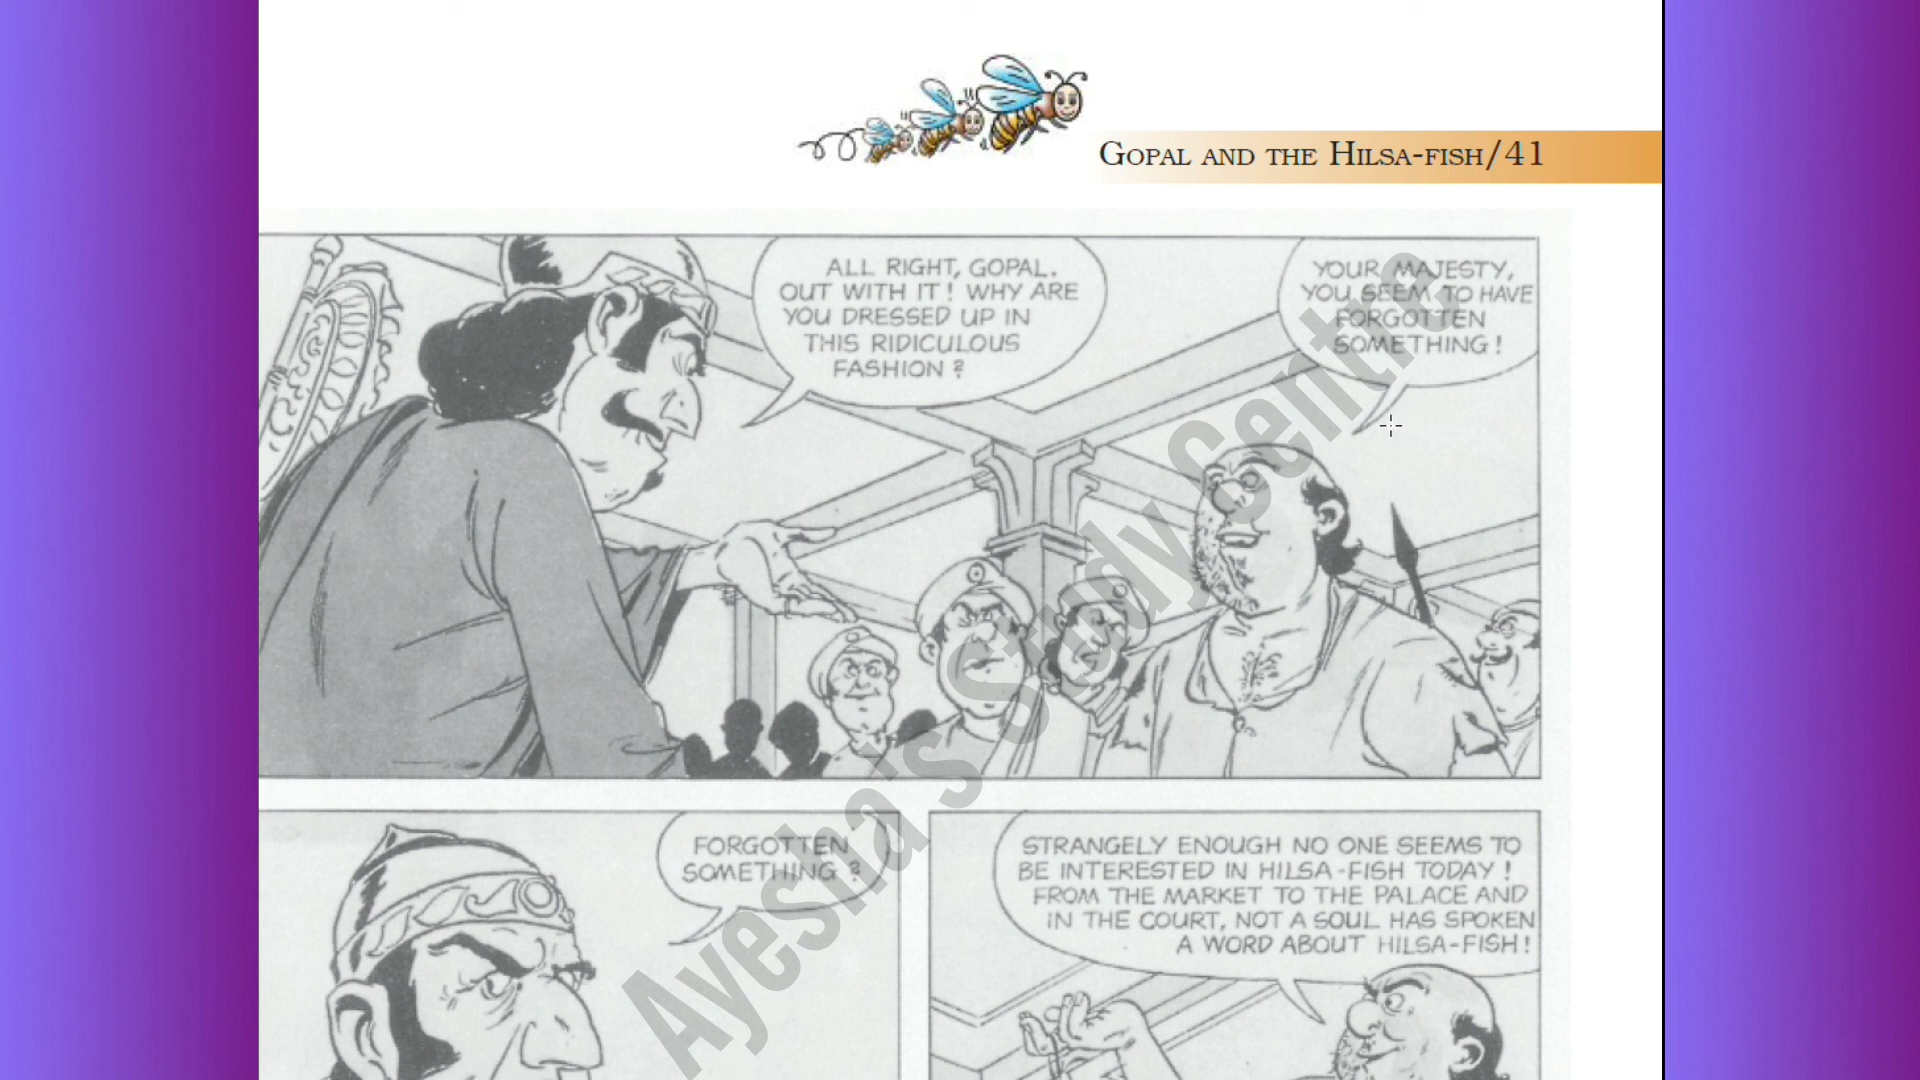 GOPAL AND THE HILSA-FISH/41
ALL RIGHT, GOPAL.
OUT WITH IT! WHY ARE
YOU DRESSED UP IN
THIS RIDICULOUS
FASHION?
YOUR MAJESTY,
YOU SEEM TO HAVE
FORGOTTEN
SOMETHING!
FORGOTTEN
SOMETHING?
STRANGELY ENOUGH NO ONE SEEMS TO
BE INTERESTED IN HILSA-FISH TODAY!
FROM THE MARKET TO THE PALACE AND
IN THE COURT, NOT A SOUL HAS SPOKEN
A WORD ABOUT HILSA-FISH!
Ayesha's Study Centre